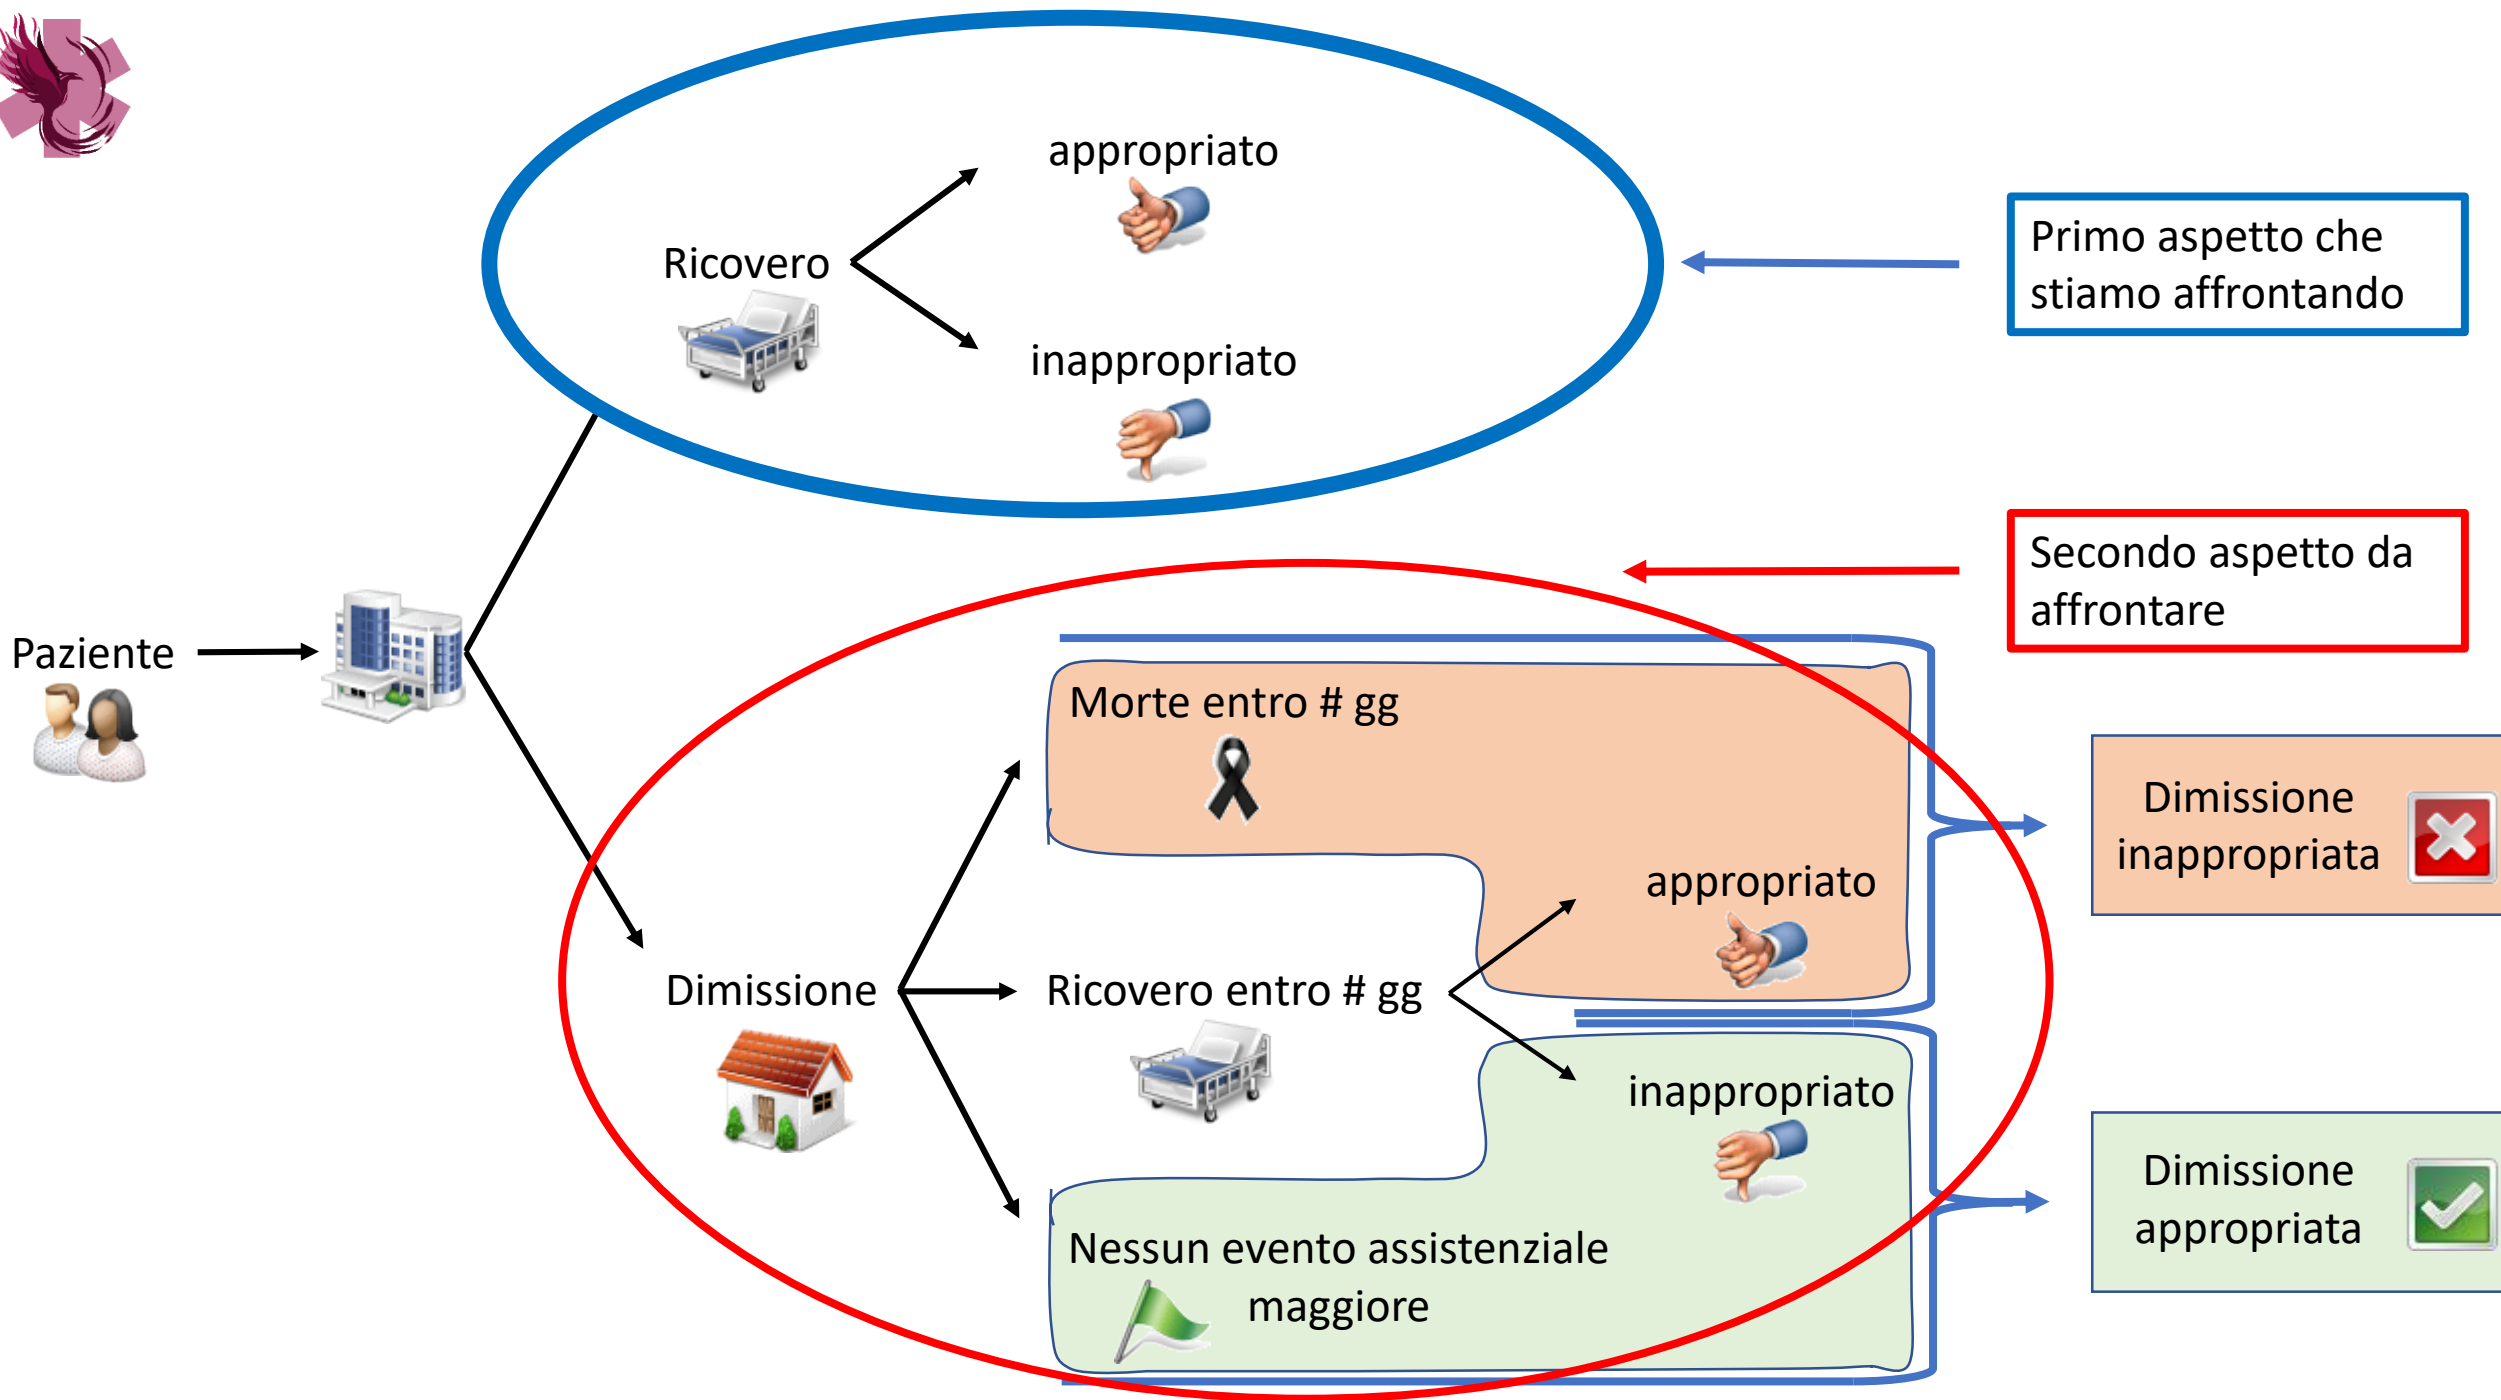 appropriato
Ricovero
inappropriato
Primo aspetto che
stiamo affrontando
Secondo aspetto da
affrontare
Paziente
Morte entro # gg
Dimissione
inappropriata
appropriato
Dimissione
Ricovero entro # gg
inappropriato
Nessun evento assistenziale
maggiore
Dimissione
appropriata